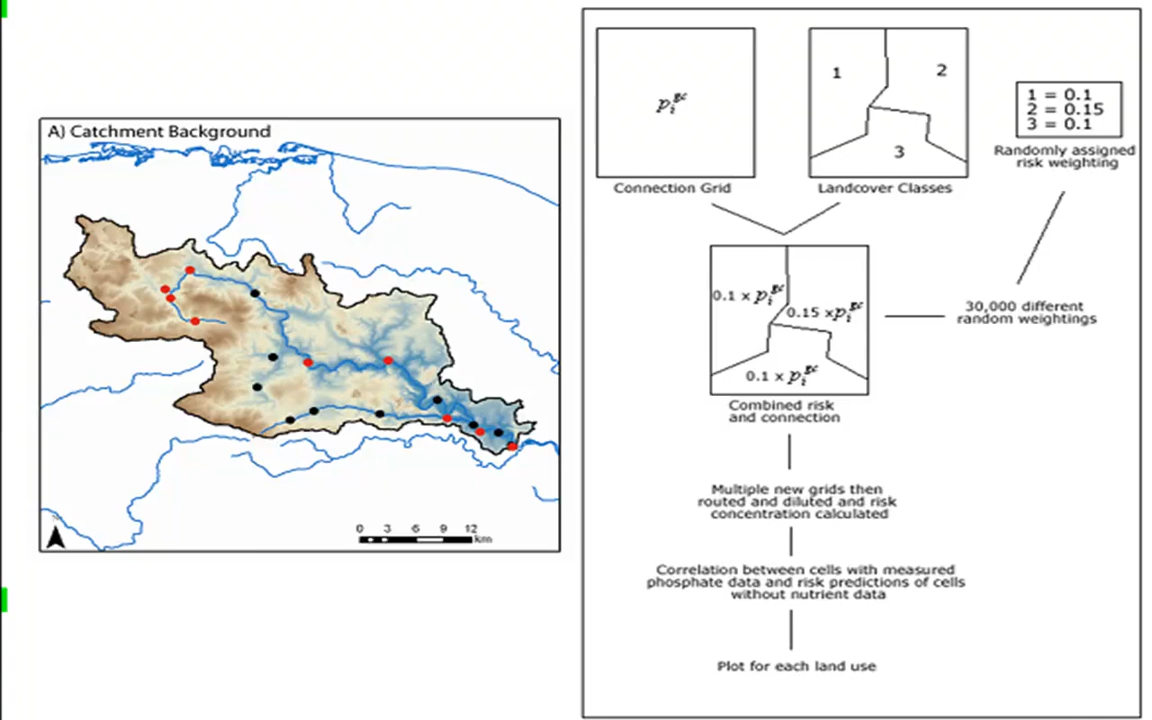 A) Catchment Background
0 3 6 9 12
km
p_i^gc
Connection Grid
1
2
3
Landcover Classes
1 = 0.1
2 = 0.15
3 = 0.1
Randomly assigned
risk weighting
0.1 × p_i^gc
0.15 ×p_i^gc
0.1 × p_i^gc
Combined risk
and connection
30,000 different
random weightings
Multiple new grids then
routed and diluted and risk
concentration calculated
Correlation between cells with measured
phosphate data and risk predictions of cells
without nutrient data
Plot for each land use